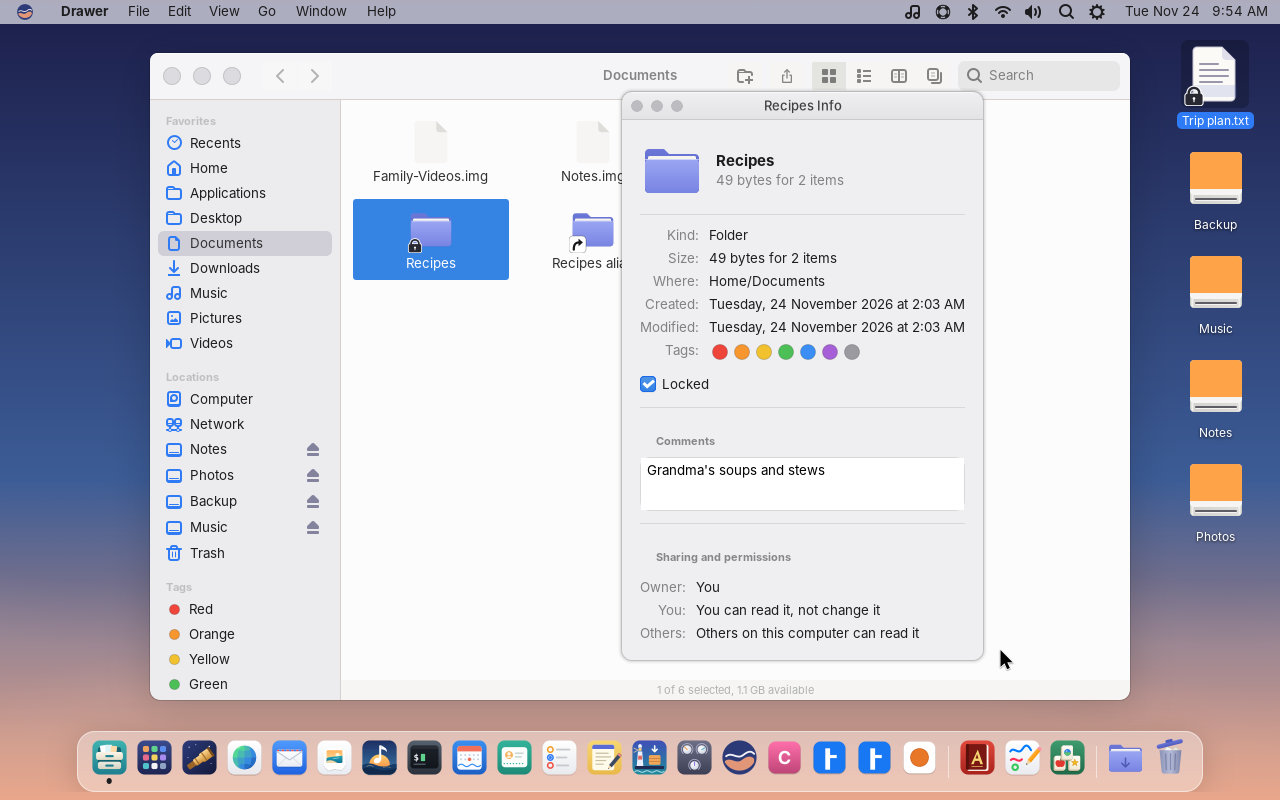 Drawer File Edit View Go Window Help Tue Nov 24 9:54 AM
Documents
Search
Favorites
Recents
Home
Applications
Desktop
Documents
Downloads
Music
Pictures
Videos
Locations
Computer
Network
Notes
Photos
Backup
Music
Trash
Tags
Red
Orange
Yellow
Green
Family-Videos.img
Notes.img
Recipes
Recipes alia
1 of 6 selected, 1.1 GB available
Recipes Info
Recipes
49 bytes for 2 items
Kind: Folder
Size: 49 bytes for 2 items
Where: Home/Documents
Created: Tuesday, 24 November 2026 at 2:03 AM
Modified: Tuesday, 24 November 2026 at 2:03 AM
Tags:
Locked
Comments
Grandma's soups and stews
Sharing and permissions
Owner: You
You: You can read it, not change it
Others: Others on this computer can read it
Trip plan.txt
Backup
Music
Notes
Photos
$
C
A